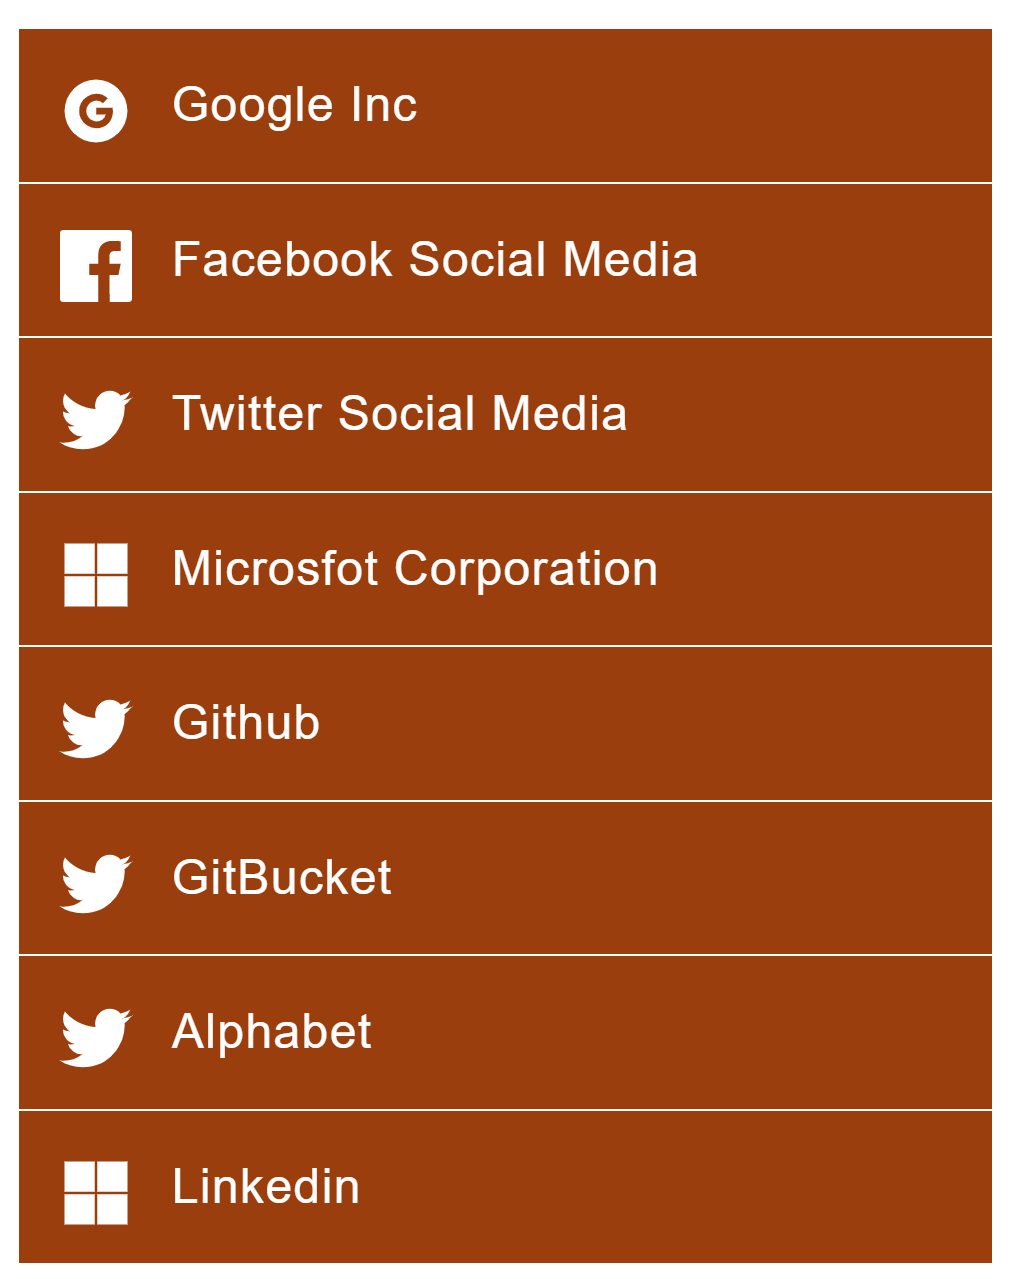 Google Inc
Facebook Social Media
Twitter Social Media
Microsfot Corporation
Github
GitBucket
Alphabet
Linkedin